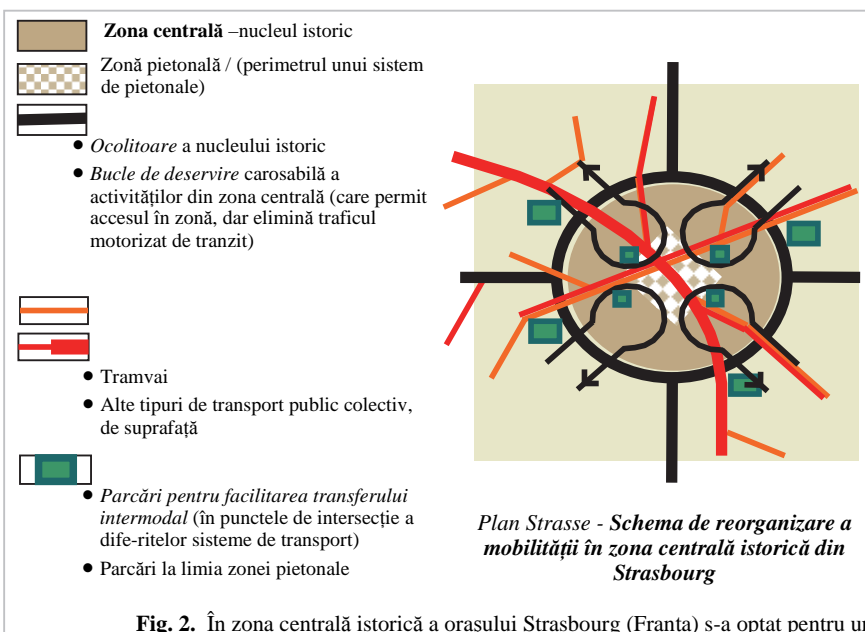 Zona centrală –nucleul istoric
Zonă pietonală / (perimetrul unui sistem
de pietonale)
• Ocolitoare a nucleului istoric
• Bucle de deservire carosabilă a
activităților din zona centrală (care permit
accesul în zonă, dar elimină traficul
motorizat de tranzit)
• Tramvai
• Alte tipuri de transport public colectiv,
de suprafață
• Parcări pentru facilitarea transferului
intermodal (în punctele de intersecție a
dife-ritelor sisteme de transport)
• Parcări la limia zonei pietonale
Plan Strasse - Schema de reorganizare a
mobilității în zona centrală istorică din
Strasbourg
Fig. 2. În zona centrală istorică a orașului Strasbourg (Franța) s-a optat pentru u